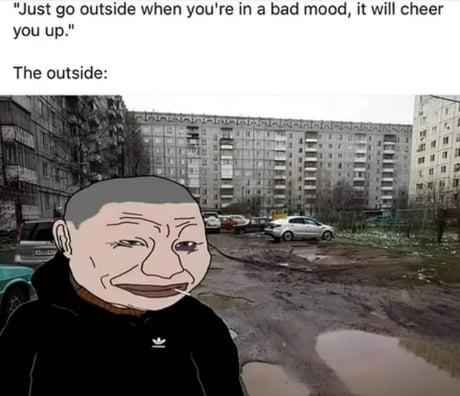 "Just go outside when you're in a bad mood, it will cheer
you up."
The outside: